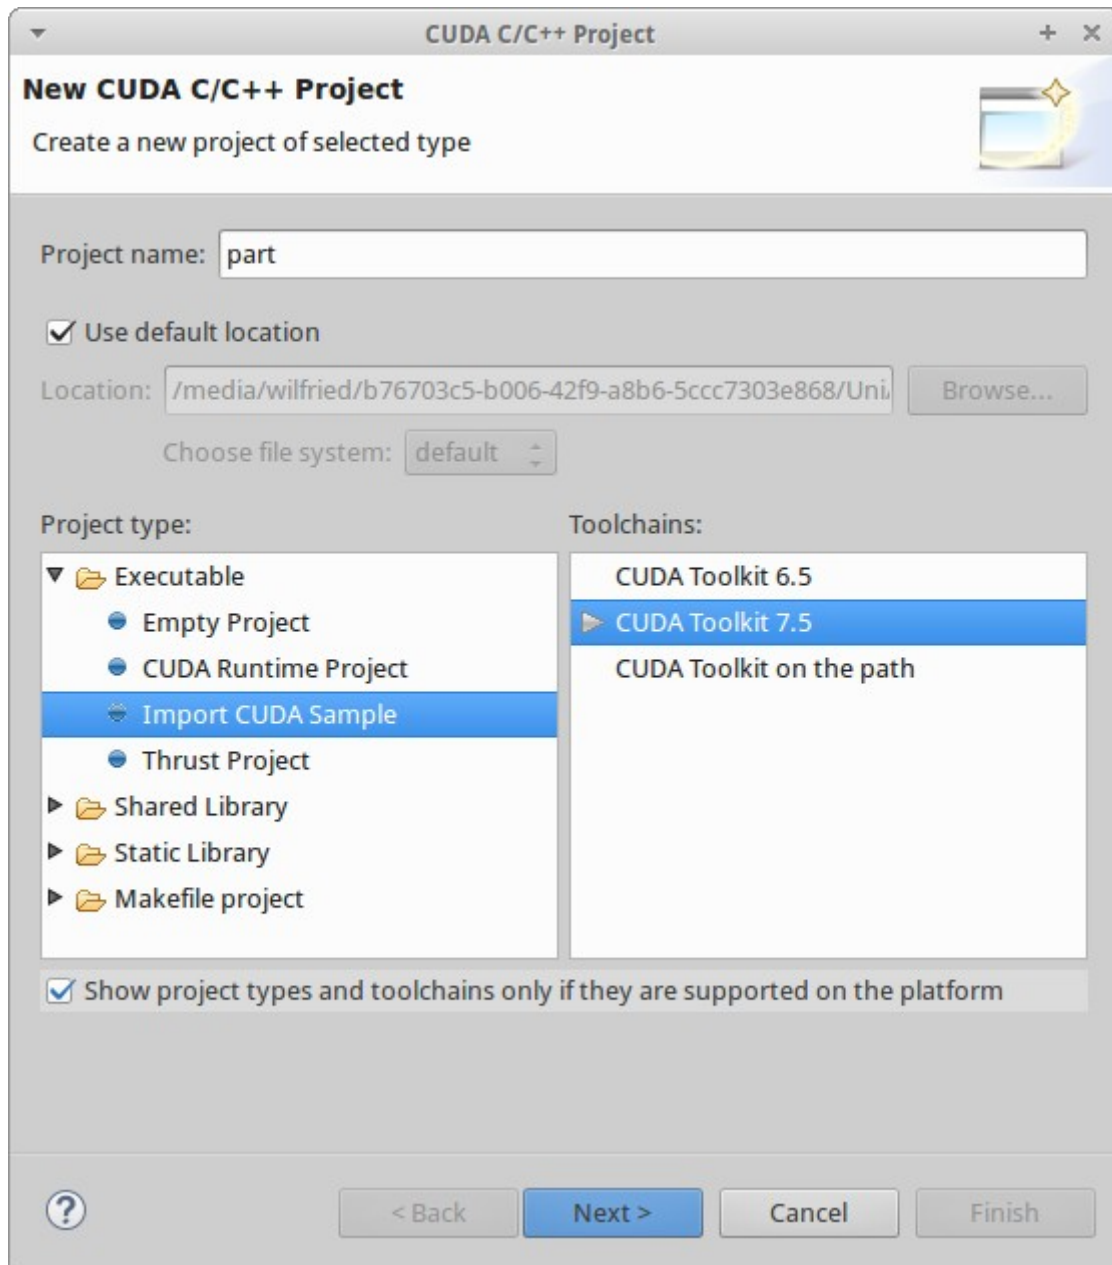 CUDA C/C++ Project
New CUDA C/C++ Project
Create a new project of selected type
Project name: part
Use default location
Location: /media/wilfried/b76703c5-b006-42f9-a8b6-5ccc7303e868/Uni Browse...
Choose file system: default
Project type: Toolchains:
Executable CUDA Toolkit 6.5
Empty Project CUDA Toolkit 7.5
CUDA Runtime Project CUDA Toolkit on the path
Import CUDA Sample
Thrust Project
Shared Library
Static Library
Makefile project
Show project types and toolchains only if they are supported on the platform
? < Back Next > Cancel Finish